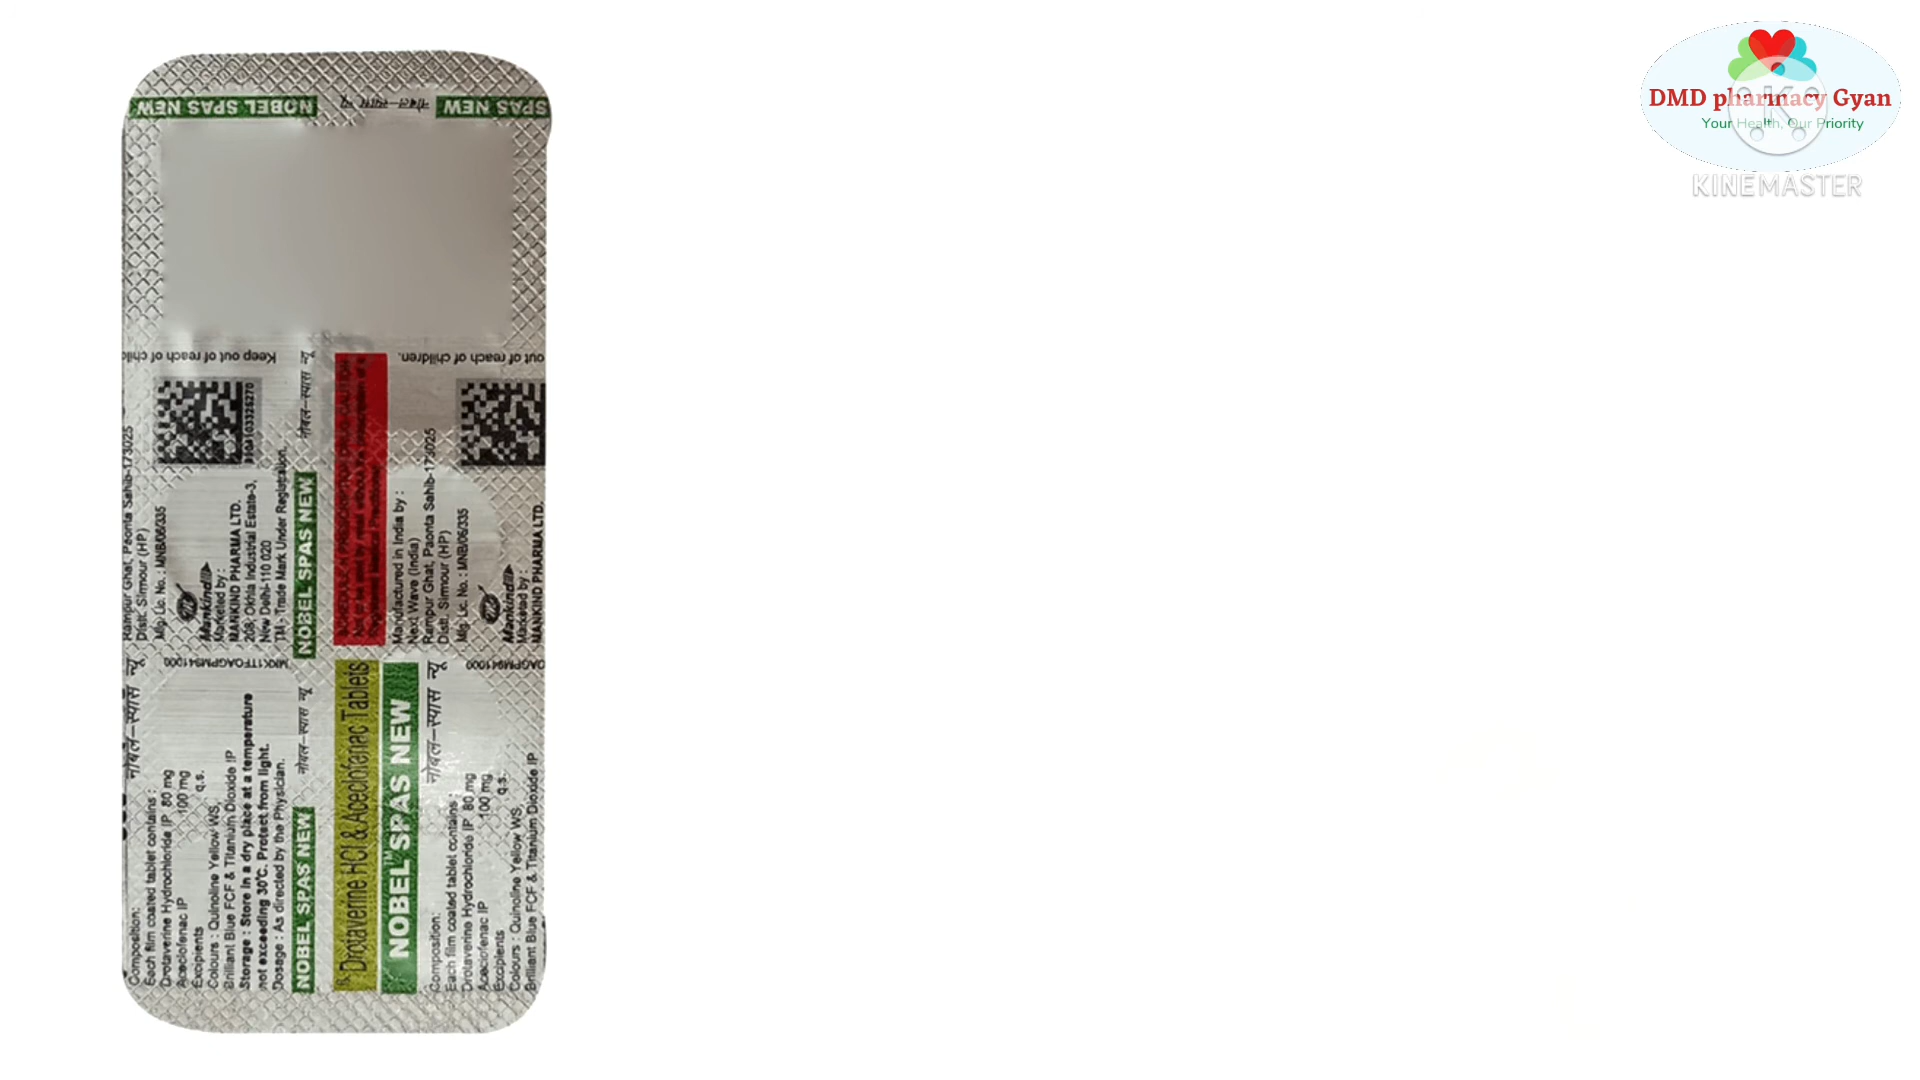 SPAS NEW
NOBEL SPAS NEW
नोबल–स्पास न्यू
SPAS NEW
Keep out of reach of child
out of reach of children.
Rampur Ghat, Paonta Sahib-173025
Distt. Sirmour (HP)
Mfg. Lic. No. : MNB/06/335
Mankind
Marketed by :
MANKIND PHARMA LTD.
208, Okhla Industrial Estate-3,
New Delhi-110 020
TM - Trade Mark Under Registration.
NOBEL SPAS NEW
नोबल–स्पास न्यू
Manufactured in India by :
Next Wave (India)
Rampur Ghat, Paonta Sahib-173025
Distt. Sirmour (HP)
Mfg. Lic. No. : MNB/06/335
Mankind
Marketed by :
MANKIND PHARMA LTD.
नोबल–स्पास न्यू
Composition:
Each film coated tablet contains :
Drotaverine Hydrochloride IP 80 mg
Aceclofenac IP 100 mg
Excipients q.s.
Colours : Quinoline Yellow WS,
Brilliant Blue FCF & Titanium Dioxide IP
Storage : Store in a dry place at a temperature
not exceeding 30°C. Protect from light.
Dosage : As directed by the Physician.
NOBEL SPAS NEW
नोबल–स्पास न्यू
Rx Drotaverine HCl & Aceclofenac Tablets
NOBEL™ SPAS NEW
नोबल–स्पास न्यू
Composition:
Each film coated tablet contains :
Drotaverine Hydrochloride IP 80 mg
Aceclofenac IP 100 mg
Excipients q.s.
Colours : Quinoline Yellow WS,
Brilliant Blue FCF & Titanium Dioxide IP
DMD pharmacy Gyan
Your Health, Our Priority
KINEMASTER